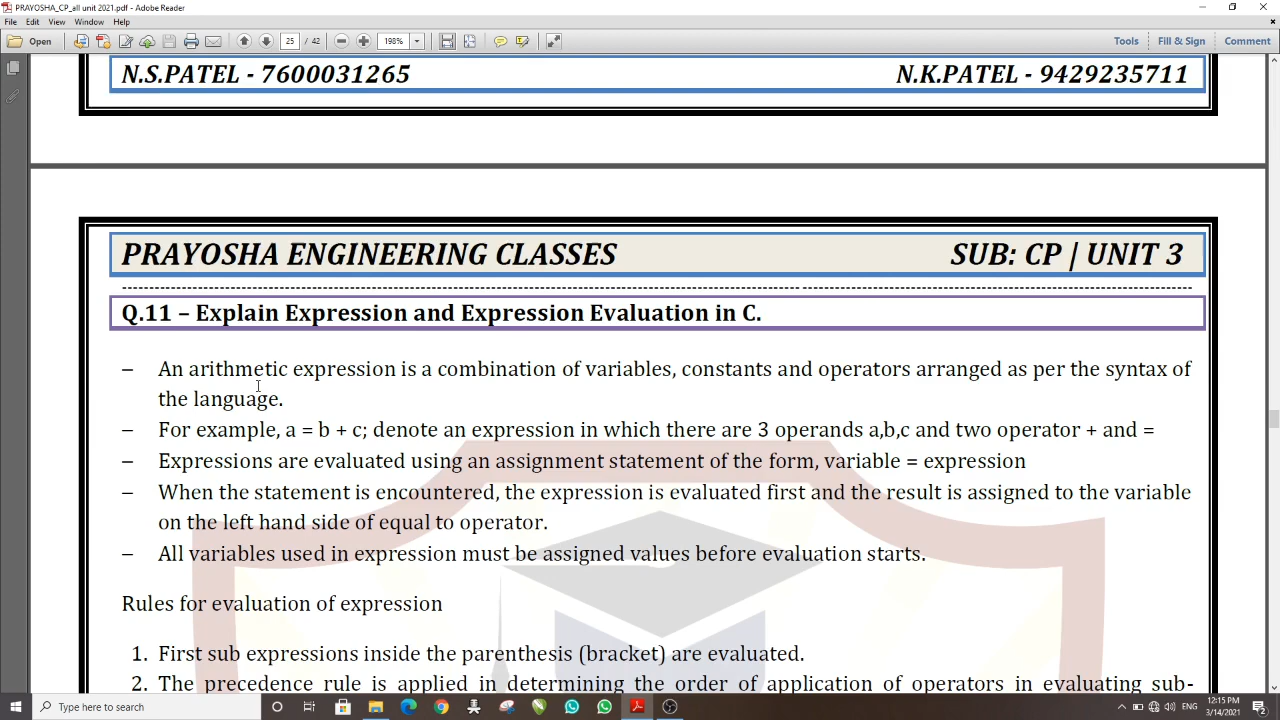 PRAYOSHA_CP_all unit 2021.pdf - Adobe Reader
File Edit View Window Help
Open 25 / 42 198% Tools Fill & Sign Comment
N.S.PATEL - 7600031265 N.K.PATEL - 9429235711
PRAYOSHA ENGINEERING CLASSES SUB: CP | UNIT 3
Q.11 – Explain Expression and Expression Evaluation in C.
– An arithmetic expression is a combination of variables, constants and operators arranged as per the syntax of
the language.
– For example, a = b + c; denote an expression in which there are 3 operands a,b,c and two operator + and =
– Expressions are evaluated using an assignment statement of the form, variable = expression
– When the statement is encountered, the expression is evaluated first and the result is assigned to the variable
on the left hand side of equal to operator.
– All variables used in expression must be assigned values before evaluation starts.
Rules for evaluation of expression
1. First sub expressions inside the parenthesis (bracket) are evaluated.
2. The precedence rule is applied in determining the order of application of operators in evaluating sub-
Type here to search ENG 12:15 PM
3/14/2021